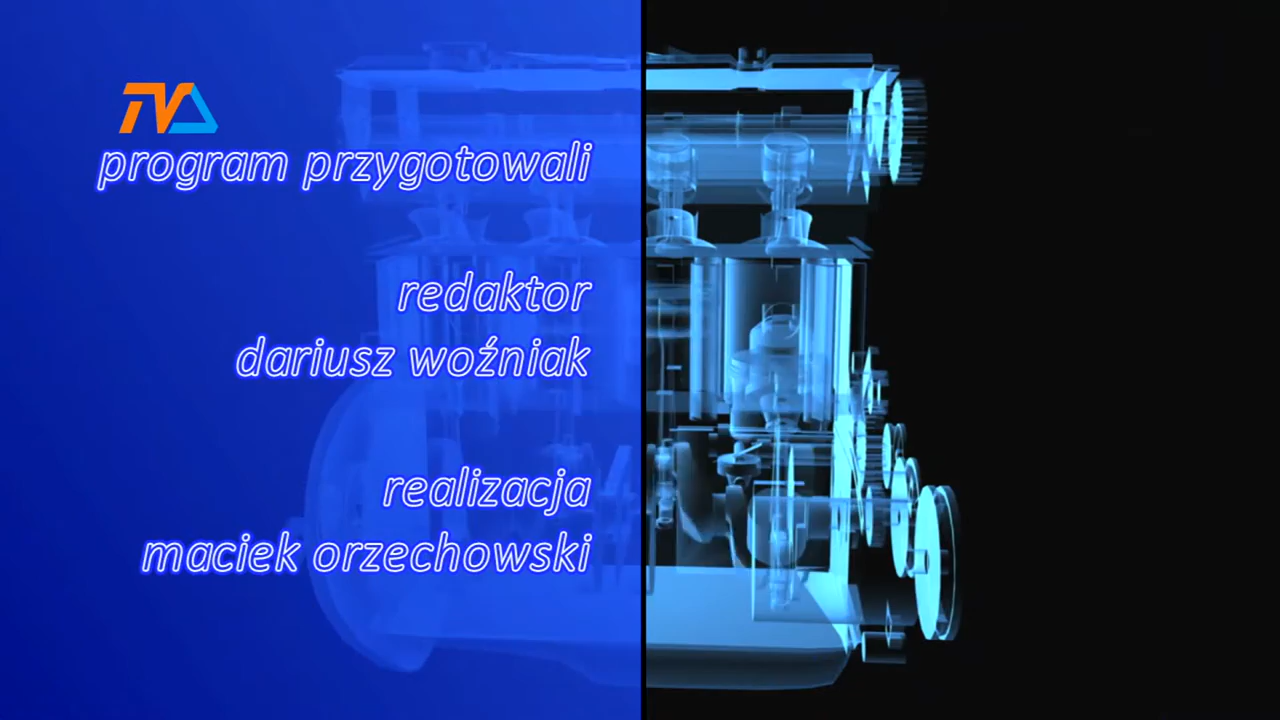 TVA
program przygotowali
redaktor
dariusz woźniak
realizacja
maciek orzechowski